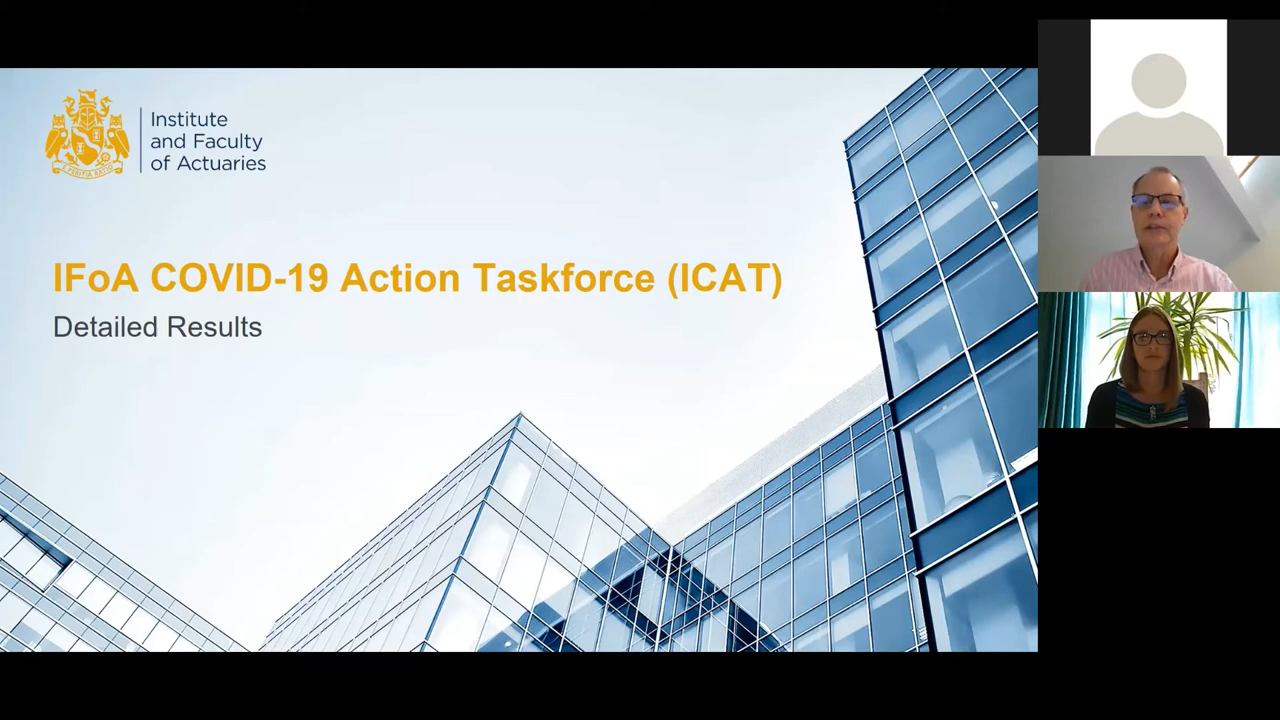 Institute
and Faculty
of Actuaries
IFoA COVID-19 Action Taskforce (ICAT)
Detailed Results